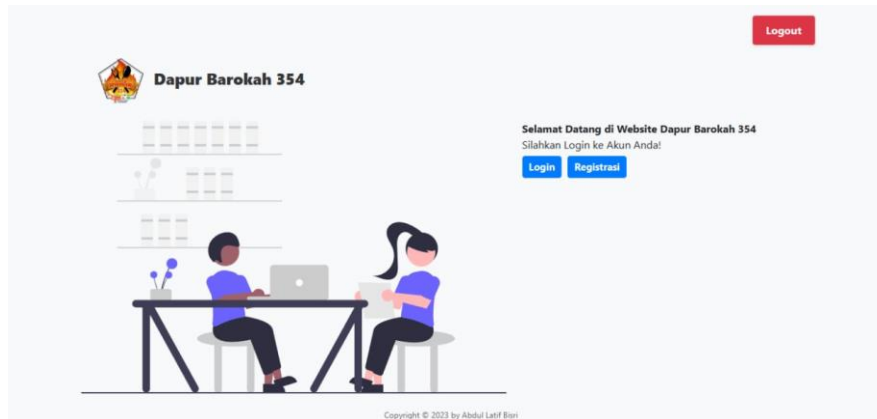 Logout
Dapur Barokah 354
Selamat Datang di Website Dapur Barokah 354
Silahkan Login ke Akun Anda!
Login Registrasi
Copyright © 2023 by Abdul Latif Bisri